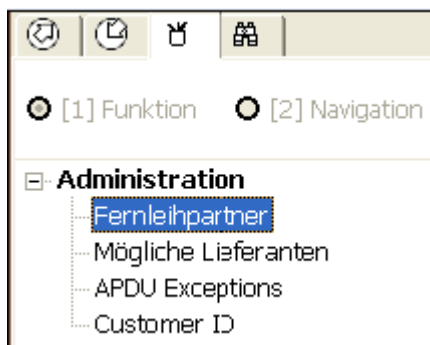 [1] Funktion [2] Navigation
Administration
Fernleihpartner
Mögliche Lieferanten
APDU Exceptions
Customer ID